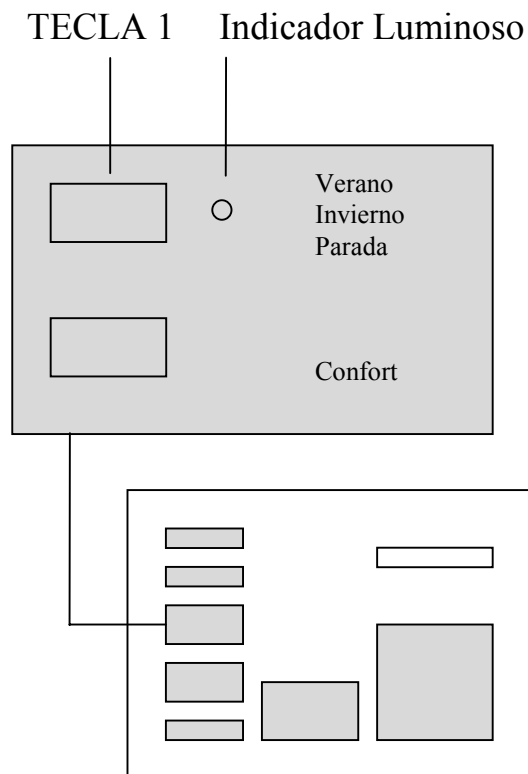 TECLA 1 Indicador Luminoso
Verano
Invierno
Parada
Confort